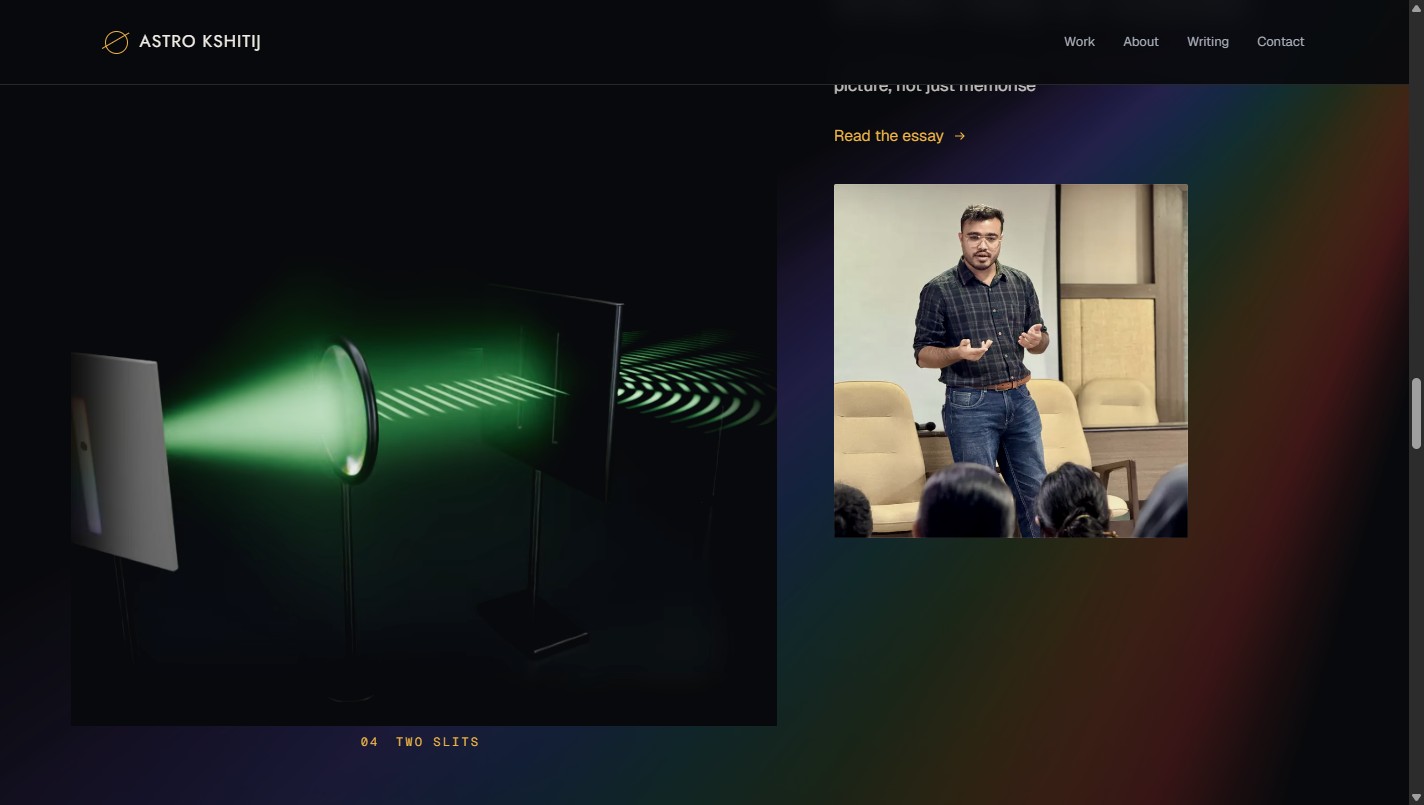 ASTRO KSHITIJ
Work
About
Writing
Contact
picture, not just memorise
Read the essay →
04 TWO SLITS